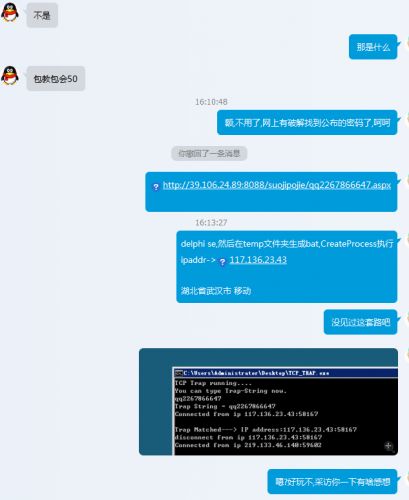 不是
那是什么
包教包会50
16:10:48
额,不用了,网上有破解找到公布的密码了,呵呵
你撤回了一条消息
http://39.106.24.89:8088/suojipojie/qq2267866647.aspx
16:13:27
delphi se,然后在temp文件夹生成bat,CreateProcess执行
ipaddr-> 117.136.23.43
湖北省武汉市 移动
没见过这套路吧
C:\Users\Administrator\Desktop\TCP_TRAP.exe
TCP Trap running....
You can type Trap-String now.
qq2267866647
Trap String - qq2267866647
Connected from ip 117.136.23.43:58167
Trap Matched---> IP address:117.136.23.43:58167
disconnect from ip 117.136.23.43:58167
Connected from ip 219.133.46.140:59602
嗯?好玩不,采访你一下有啥感想